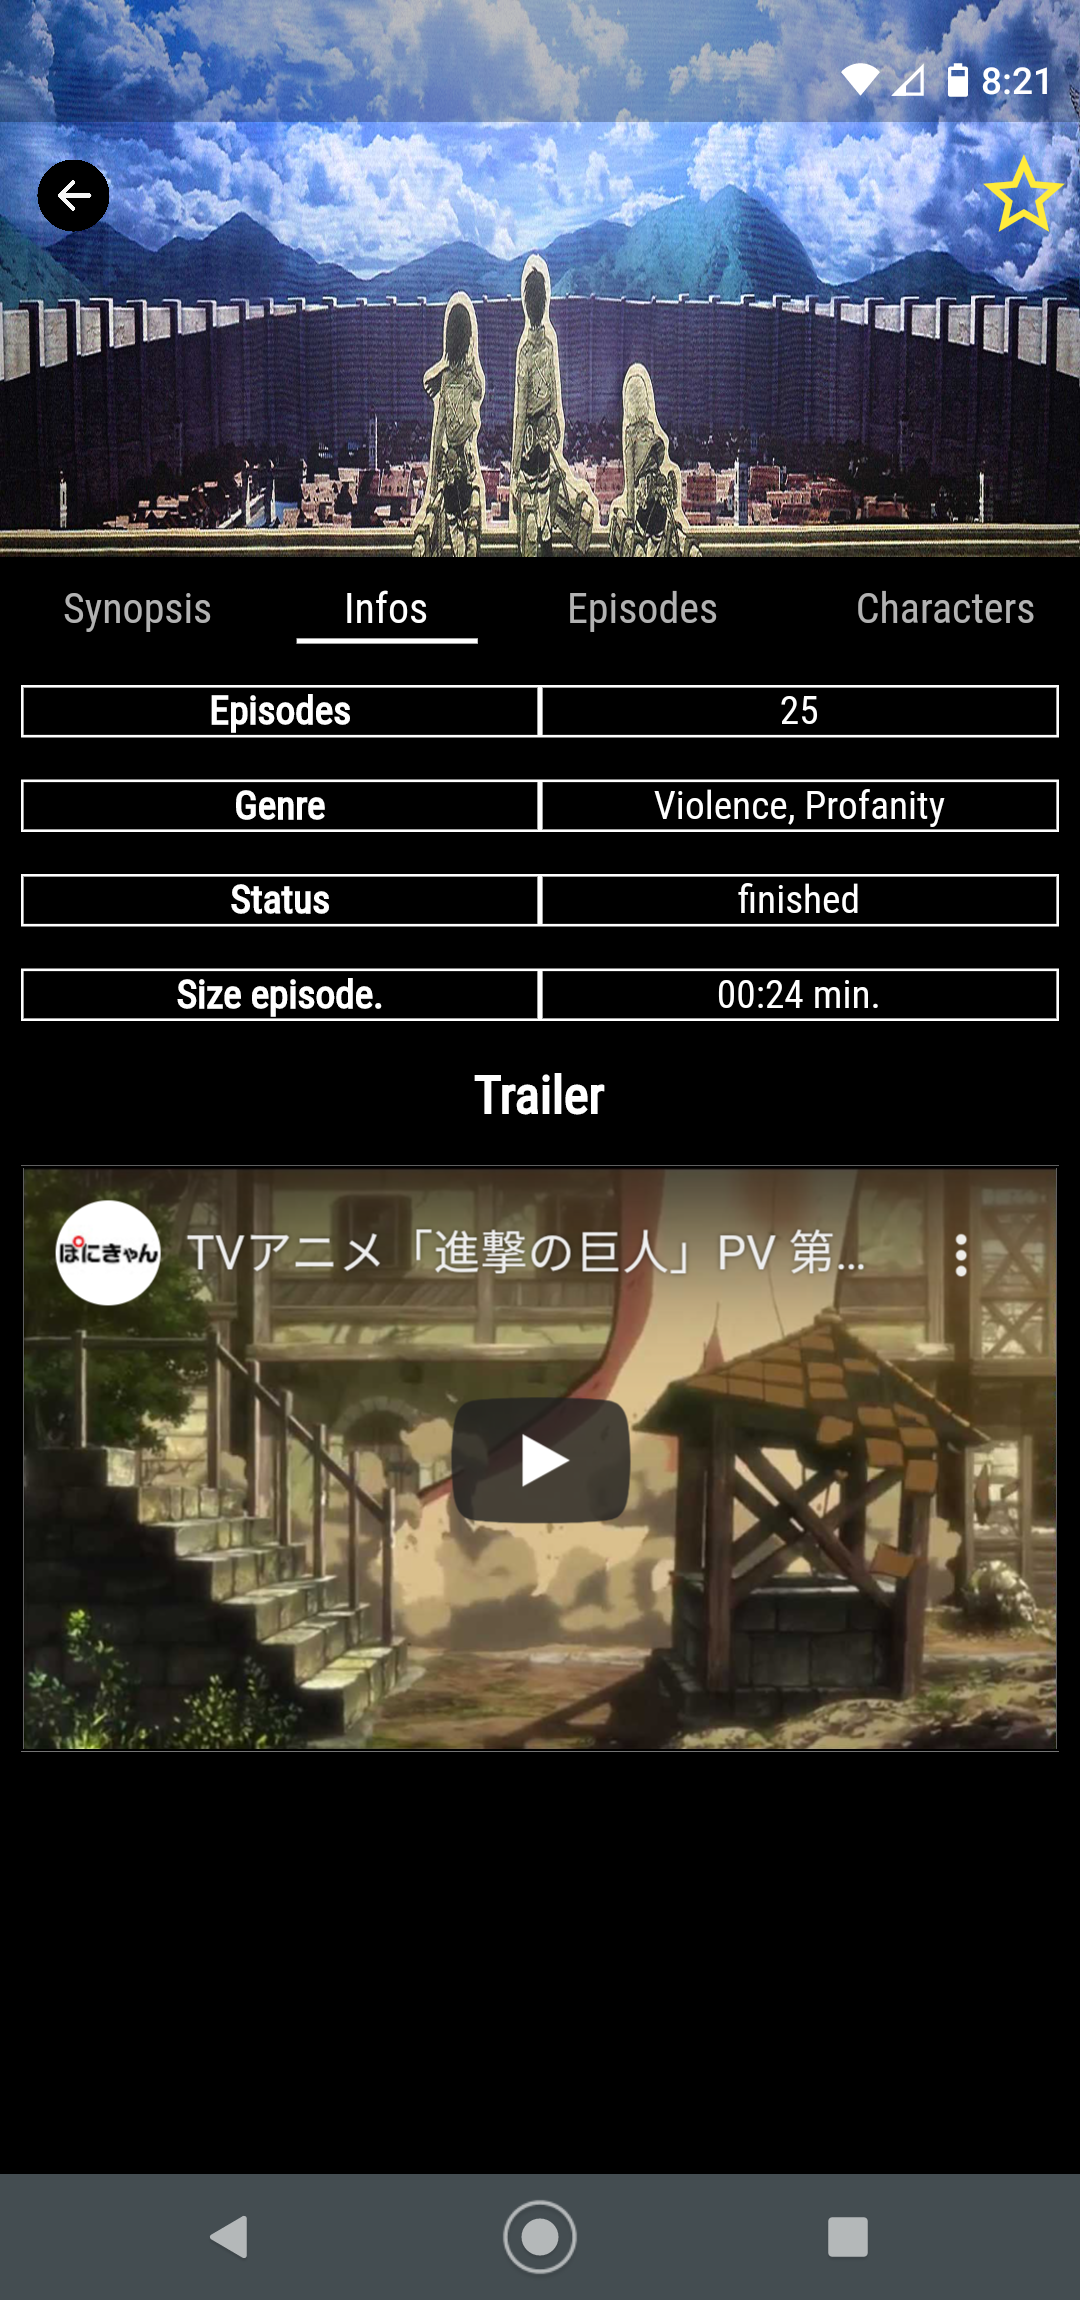 8:21
Synopsis Infos Episodes Characters
Episodes 25
Genre Violence, Profanity
Status finished
Size episode. 00:24 min.
Trailer
ぽにきゃん TVアニメ「進撃の巨人」PV 第...